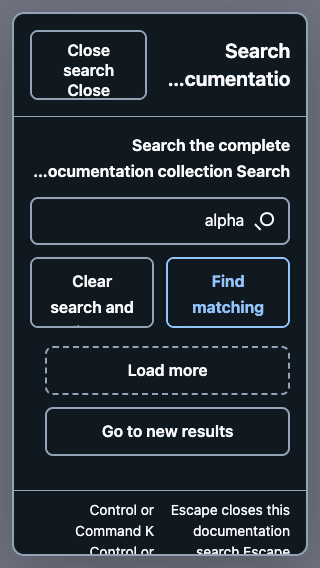 Search
...cumentatio
Close
search
Close
Search the complete
...ocumentation collection Search
alpha
Clear
search and
Find
matching
Load more
Go to new results
Escape closes this
documentation
search Escape
Control or
Command K
Control or